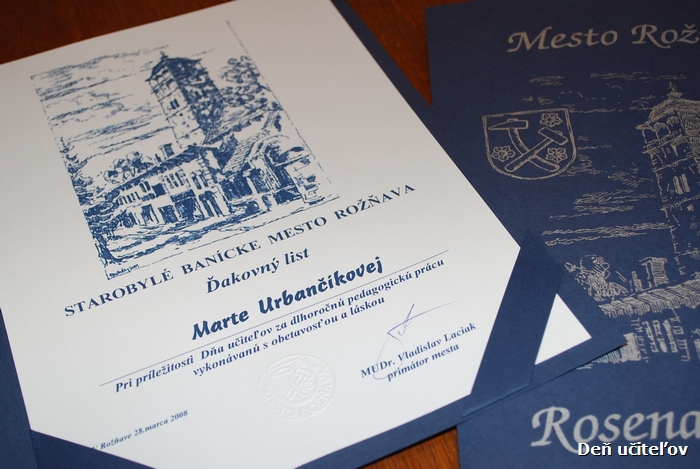 STAROBYLÉ BANÍCKE MESTO ROŽŇAVA
Ďakovný list
Marte Urbančíkovej
Pri príležitosti Dňa učiteľov za dlhoročnú pedagogickú prácu
vykonávanú s obetavosťou a láskou
MUDr. Vladislav Laciak
primátor mesta
Rožňave 28.marca 2008
Mesto Rož
Rosena
Deň učiteľov